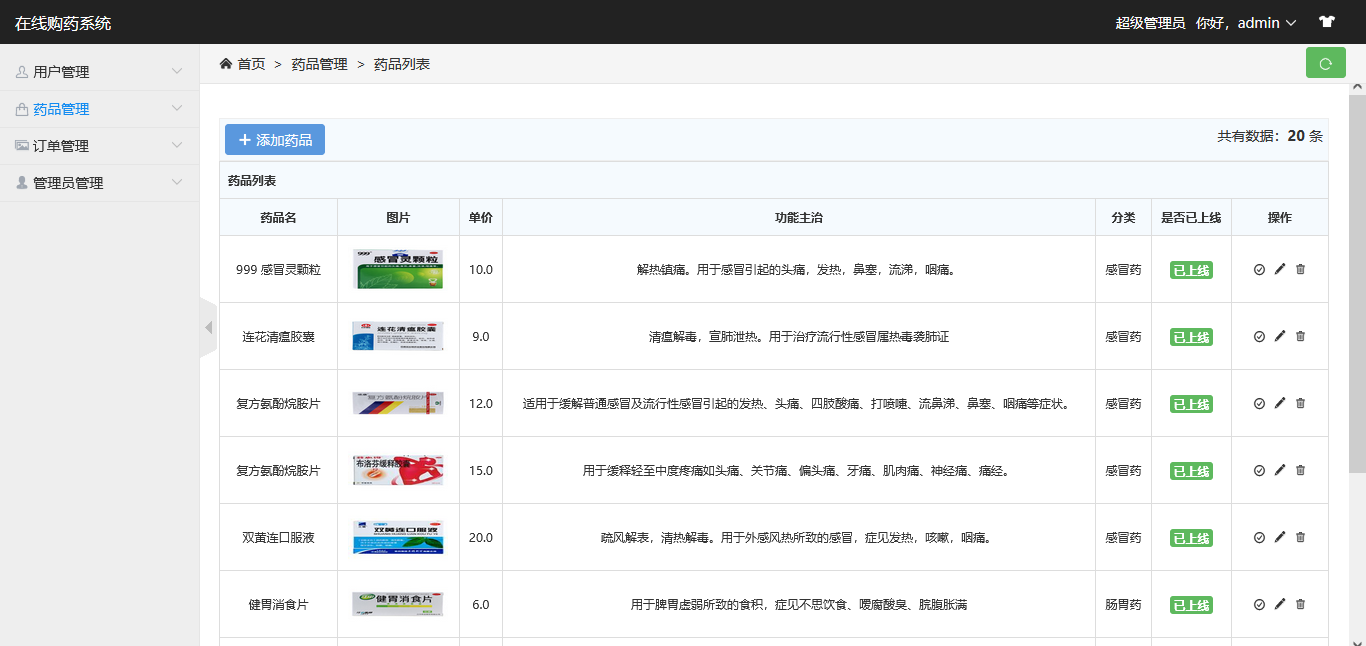 在线购药系统
超级管理员 你好，admin
用户管理
药品管理
订单管理
管理员管理
首页 > 药品管理 > 药品列表
添加药品
共有数据：20 条
药品列表
药品名 图片 单价 功能主治 分类 是否已上线 操作
999 感冒灵颗粒 999 感冒灵颗粒 10.0 解热镇痛。用于感冒引起的头痛，发热，鼻塞，流涕，咽痛。 感冒药 已上线
连花清瘟胶囊 连花清瘟胶囊 9.0 清瘟解毒，宣肺泄热。用于治疗流行性感冒属热毒袭肺证 感冒药 已上线
复方氨酚烷胺片 复方氨酚烷胺片 12.0 适用于缓解普通感冒及流行性感冒引起的发热、头痛、四肢酸痛、打喷嚏、流鼻涕、鼻塞、咽痛等症状。 感冒药 已上线
复方氨酚烷胺片 布洛芬缓释胶囊 15.0 用于缓释轻至中度疼痛如头痛、关节痛、偏头痛、牙痛、肌肉痛、神经痛、痛经。 感冒药 已上线
双黄连口服液 双黄连口服液 20.0 疏风解表，清热解毒。用于外感风热所致的感冒，症见发热，咳嗽，咽痛。 感冒药 已上线
健胃消食片 健胃消食片 6.0 用于脾胃虚弱所致的食积，症见不思饮食、嗳腐酸臭、脘腹胀满 肠胃药 已上线